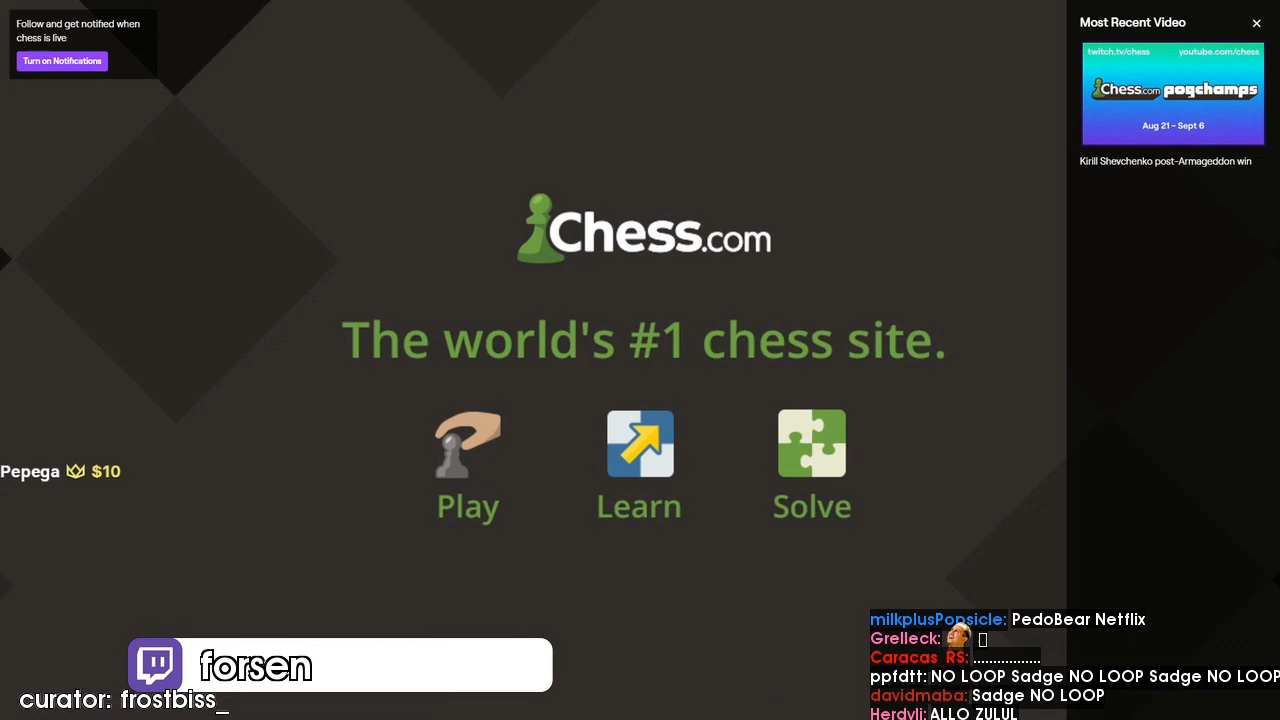 Follow and get notified when
chess is live
Turn on Notifications
Most Recent Video
twitch.tv/chess youtube.com/chess
Chess.com pogchamps
Aug 21 - Sept 6
Kirill Shevchenko post-Armageddon win
Chess.com
The world's #1 chess site.
Play Learn Solve
Pepega $10
forsen
curator: frostbiss_
milkplusPopsicle: PedoBear Netflix
Grelleck:
Caracas RS: ................
ppfdtt: NO LOOP Sadge NO LOOP Sadge NO LOOP
davidmaba: Sadge NO LOOP
Herdyli: ALLO ZULUL